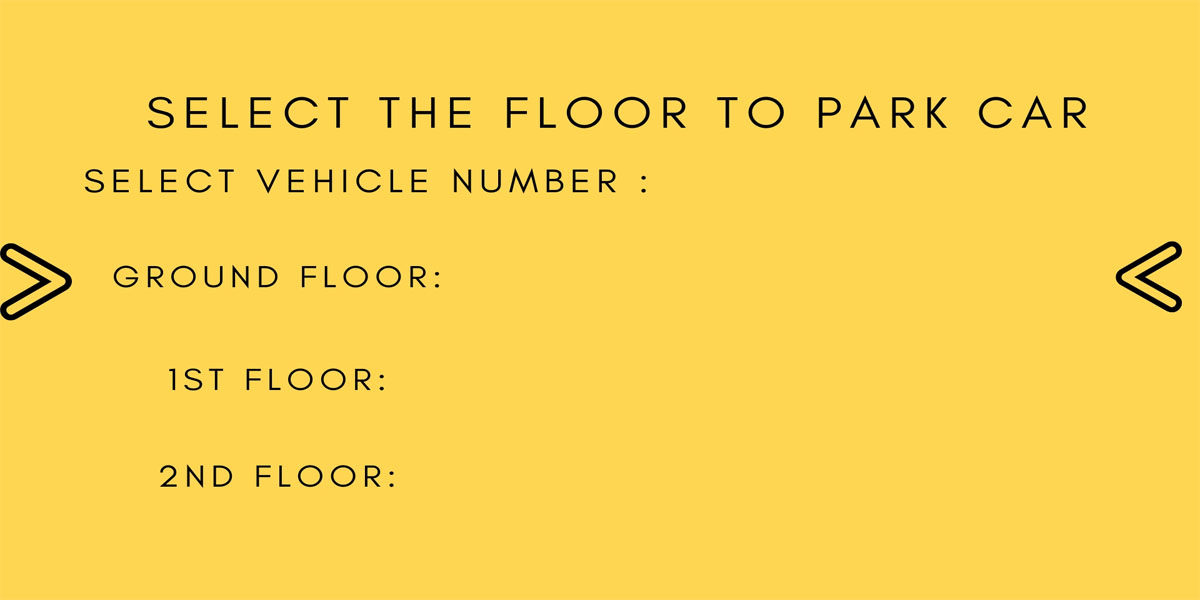 SELECT THE FLOOR TO PARK CAR
SELECT VEHICLE NUMBER :
GROUND FLOOR:
1ST FLOOR:
2ND FLOOR: